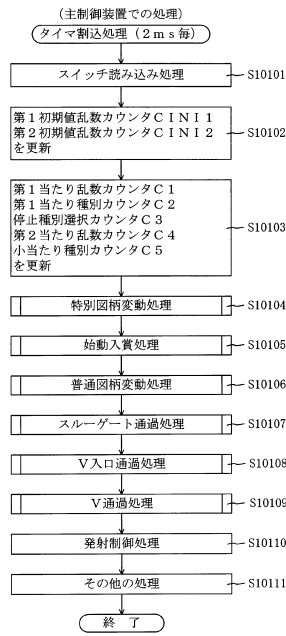 (主制御装置での処理)
タイマ割込処理(2ms毎)
スイッチ読み込み処理
S10101
第1初期値乱数カウンタCINI1
第2初期値乱数カウンタCINI2
を更新
S10102
第1当たり乱数カウンタC1
第1当たり種別カウンタC2
停止種別選択カウンタC3
第2当たり乱数カウンタC4
小当たり種別カウンタC5
を更新
S10103
特別図柄変動処理
S10104
始動入賞処理
S10105
普通図柄変動処理
S10106
スルーゲート通過処理
S10107
V入口通過処理
S10108
V通過処理
S10109
発射制御処理
S10110
その他の処理
S10111
終了